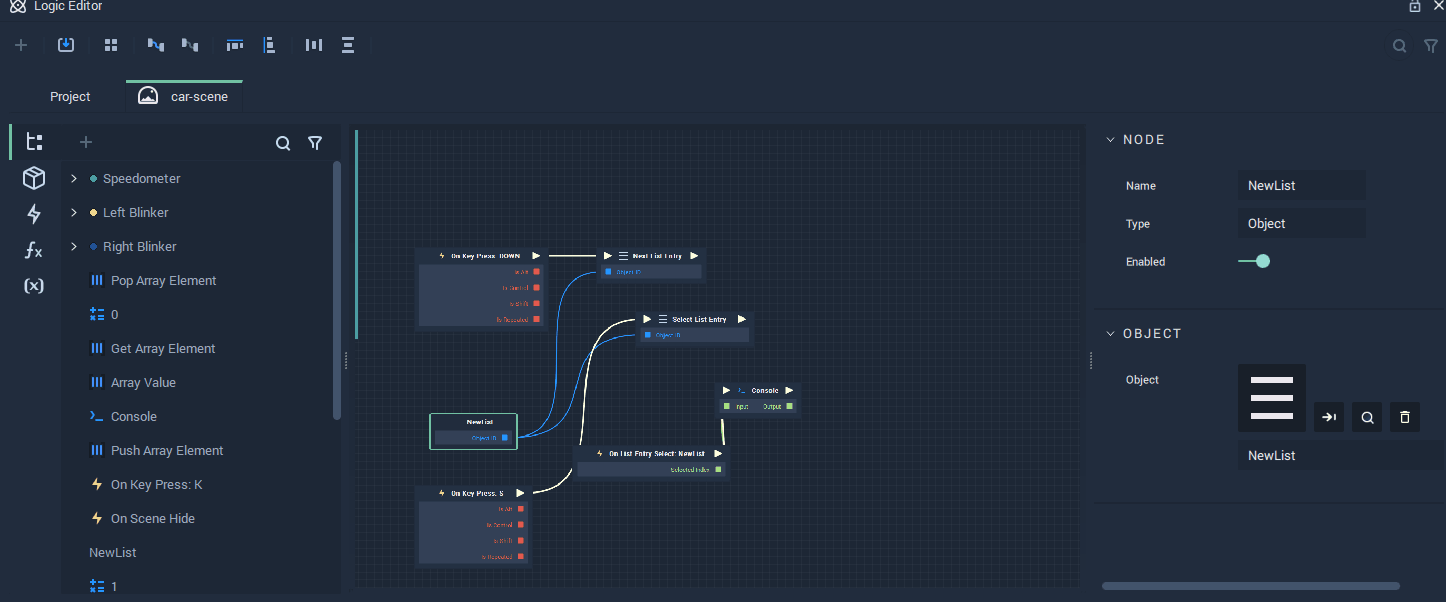 Logic Editor
Project
car-scene
Speedometer
Left Blinker
Right Blinker
Pop Array Element
0
Get Array Element
Array Value
Console
Push Array Element
On Key Press: K
On Scene Hide
NewList
1
On Key Press: DOWN
Is Alt
Is Control
Is Shift
Is Repeated
Next List Entry
Object ID
Select List Entry
Object ID
Console
Input Output
NewList
Object ID
On List Entry Select: NewList
Selected Index
On Key Press: S
Is Alt
Is Control
Is Shift
Is Repeated
NODE
Name NewList
Type Object
Enabled
OBJECT
Object
NewList